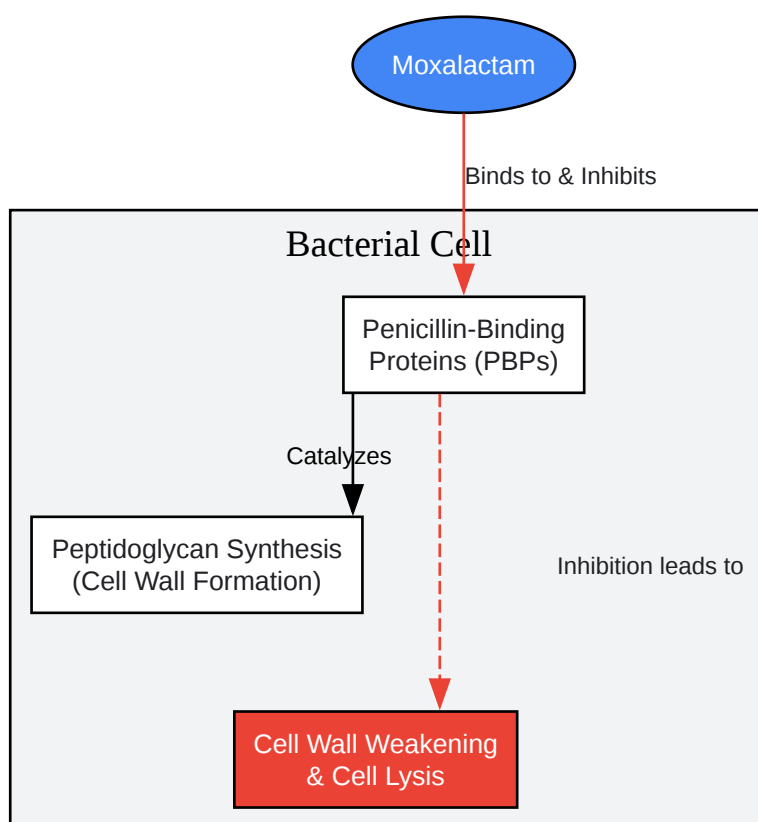 Moxalactam
Binds to & Inhibits
Bacterial Cell
Penicillin-Binding
Proteins (PBPs)
Catalyzes
Peptidoglycan Synthesis
(Cell Wall Formation)
Inhibition leads to
Cell Wall Weakening
& Cell Lysis